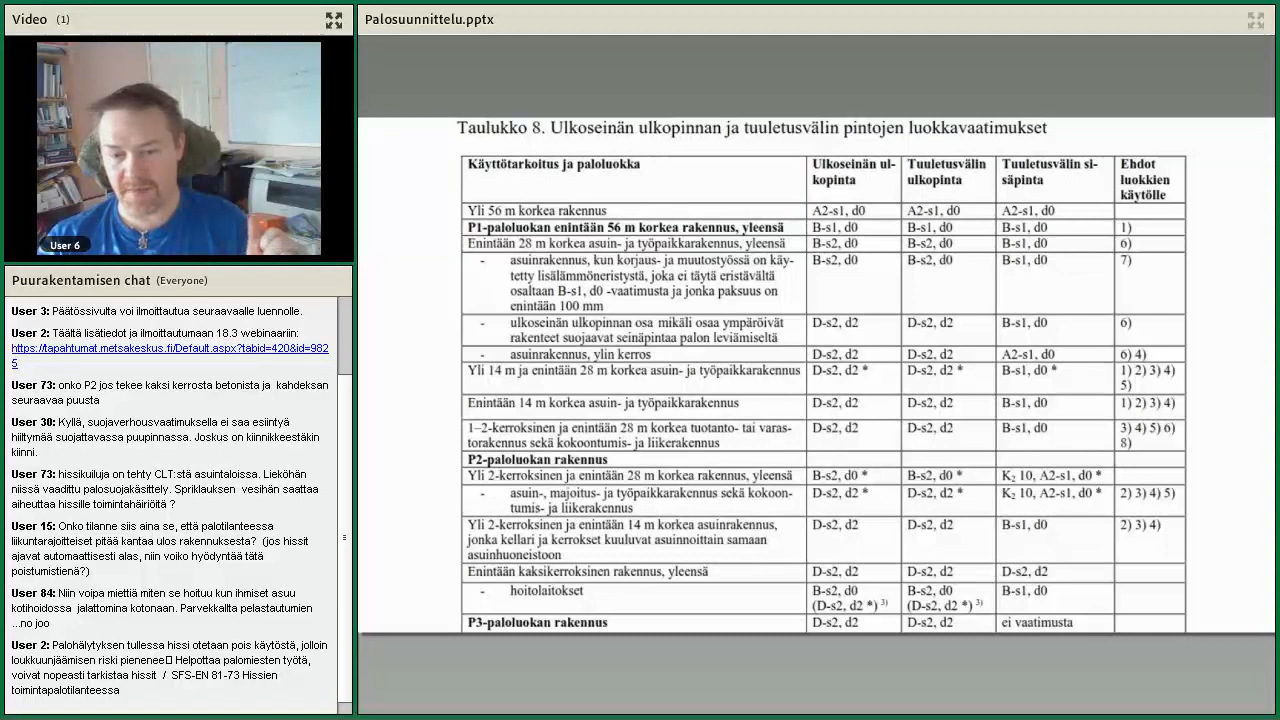 Video (1)
User 6
Puurakentamisen chat (Everyone)
User 3: Päätössivulta voi ilmoittautua seuraavaalle luennolle.
User 2: Täältä lisätiedot ja ilmoittautumaan 18.3 webinaariin.
https://tapahtumat.metsakeskus.fi/Default.aspx?tabid=420&id=982
5
User 73: onko P2 jos tekee kaksi kerrosta betonista ja kahdeksan
seuraavaa puusta
User 30: Kyllä, suojaverhousvaatimuksella ei saa esiintyä
hiiltymää suojattavassa puupinnassa. Joskus on kiinnikkeestäkin
kiinni.
User 73: hissikuiluja on tehty CLT:stä asuintaloissa. Lieköhän
niissä vaadittu palosuojakäsittely. Spriklauksen vesihän saattaa
aiheuttaa hissille toimintahäiriöttä ?
User 15: Onko tilanne siis aina se, että palotilanteessa
liikuntarajoitteiset pitää kantaa ulos rakennuksesta? (jos hissit
ajavat automaattisesti alas, niin voiko hyödyntää tätä
poistumistienä?)
User 84: Niin voipa miettiä miten se hoituu kun ihmiset asuu
kotihoidossa jalattomina kotonaan. Parvekkallta pelastautumien
...no joo
User 2: Palohälytyksen tullessa hissi otetaan pois käytöstä, jolloin
loukkuunjäämisen riski pienenee Helpottaa palomiesten työtä,
voivat nopeasti tarkistaa hissit / SFS-EN 81-73 Hissien
toimintapalotilanteessa
Palosuunnittelu.pptx
Taulukko 8. Ulkoseinän ulkopinnan ja tuuletusvälin pintojen luokkavaatimukset
Käyttötarkoitus ja paloluokka Ulkoseinän ul- Tuuletusvälin Tuuletusvälin si- Ehdot
kopinta ulkopinta säpinta luokkien
käytölle
Yli 56 m korkea rakennus A2-s1, d0 A2-s1, d0 A2-s1, d0
P1-paloluokan enintään 56 m korkea rakennus, yleensä B-s1, d0 B-s1, d0 B-s1, d0 1)
Enintään 28 m korkea asuin- ja työpaikkarakennus, yleensä B-s2, d0 B-s2, d0 B-s1, d0 6)
- asuinrakennus, kun korjaus- ja muutostyössä on käy- B-s2, d0 B-s2, d0 B-s1, d0 7)
tetty lisälämmöneristystä, joka ei täytä eristävältä
osaltaan B-s1, d0 -vaatimusta ja jonka paksuus on
enintään 100 mm
- ulkoseinän ulkopinnan osa mikäli osaa ympäröivät D-s2, d2 D-s2, d2 B-s1, d0 6)
rakenteet suojaavat seinäpintaa palon leviämiseltä
- asuinrakennus, ylin kerros D-s2, d2 D-s2, d2 A2-s1, d0 6) 4)
Yli 14 m ja enintään 28 m korkea asuin- ja työpaikkarakennus D-s2, d2 * D-s2, d2 * B-s1, d0 * 1) 2) 3) 4)
5)
Enintään 14 m korkea asuin- ja työpaikkarakennus D-s2, d2 D-s2, d2 B-s1, d0 1) 2) 3) 4)
1–2-kerroksinen ja enintään 28 m korkea tuotanto- tai varas- D-s2, d2 D-s2, d2 B-s1, d0 3) 4) 5) 6)
torakennus sekä kokoontumis- ja liikerakennus 8)
P2-paloluokan rakennus
Yli 2-kerroksinen ja enintään 28 m korkea rakennus, yleensä B-s2, d0 * B-s2, d0 * K2 10, A2-s1, d0 *
- asuin-, majoitus- ja työpaikkarakennus sekä kokoon- D-s2, d2 * D-s2, d2 * K2 10, A2-s1, d0 * 2) 3) 4) 5)
tumis- ja liikerakennus
Yli 2-kerroksinen ja enintään 14 m korkea asuinrakennus, D-s2, d2 D-s2, d2 B-s1, d0 2) 3) 4)
jonka kellari ja kerrokset kuuluvat asuinnoittain samaan
asuinhuoneistoon
Enintään kaksikerroksinen rakennus, yleensä D-s2, d2 D-s2, d2 D-s2, d2
- hoitolaitokset B-s2, d0 B-s2, d0 B-s1, d0
(D-s2, d2 *) 3) (D-s2, d2 *) 3)
P3-paloluokan rakennus D-s2, d2 D-s2, d2 ei vaatimusta